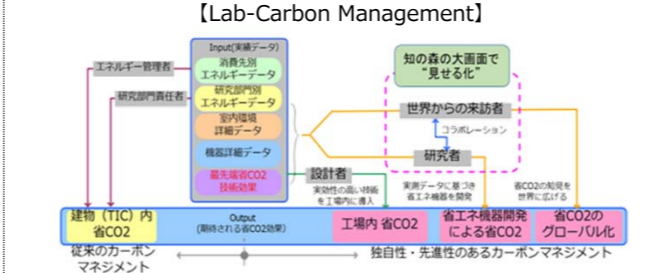 【Lab-Carbon Management】
Input(実績データ)
消費先別
エネルギーデータ
研究部門別
エネルギーデータ
室内環境
詳細データ
機器詳細データ
最先端省CO2
技術効果
エネルギー管理者
研究部門責任者
知の森の大画面で
“見せる化”
世界からの来訪者
コラボレーション
研究者
設計者
実効性の高い技術
を工場内に導入
実測データに基づき
省エネ機器を開発
省CO2の知見を
世界に広げる
建物（TIC）内
省CO2
Output
(期待される省CO2効果)
工場内 省CO2
省エネ機器開発
による省CO2
省CO2の
グローバル化
従来のカーボン
マネジメント
独自性・先進性のあるカーボンマネジメント